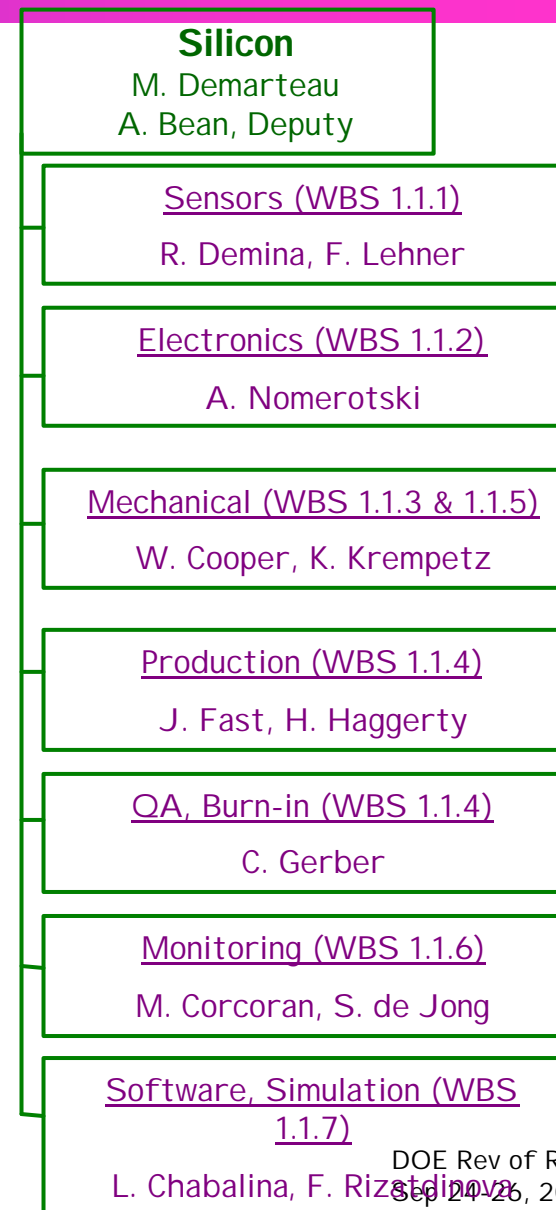 Silicon
M. Demarteau
A. Bean, Deputy
Sensors (WBS 1.1.1)
R. Demina, F. Lehner
Electronics (WBS 1.1.2)
A. Nomerotski
Mechanical (WBS 1.1.3 & 1.1.5)
W. Cooper, K. Krempetz
Production (WBS 1.1.4)
J. Fast, H. Haggerty
QA, Burn-in (WBS 1.1.4)
C. Gerber
Monitoring (WBS 1.1.6)
M. Corcoran, S. de Jong
Software, Simulation (WBS
1.1.7)
DOE Rev of R
L. Chabalina, F. Rizatdinova
Sep 24-26, 20